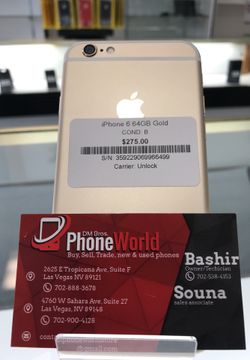 iPhone 6 64GB Gold
COND B
$275.00
S/N: 359229069966499
Carrier: Unlock
DM Bros.
PhoneWorld
Buy, Sell, Trade, new & used phones
Bashir
Owner/Techician
702-538-4153
Souna
sales associate
2625 E Tropicana Ave, Suite F
Las Vegas NV 89121
702-888-3678
4760 W Sahara Ave, Suite 27
Las Vegas, NV 89148
702-900-4128